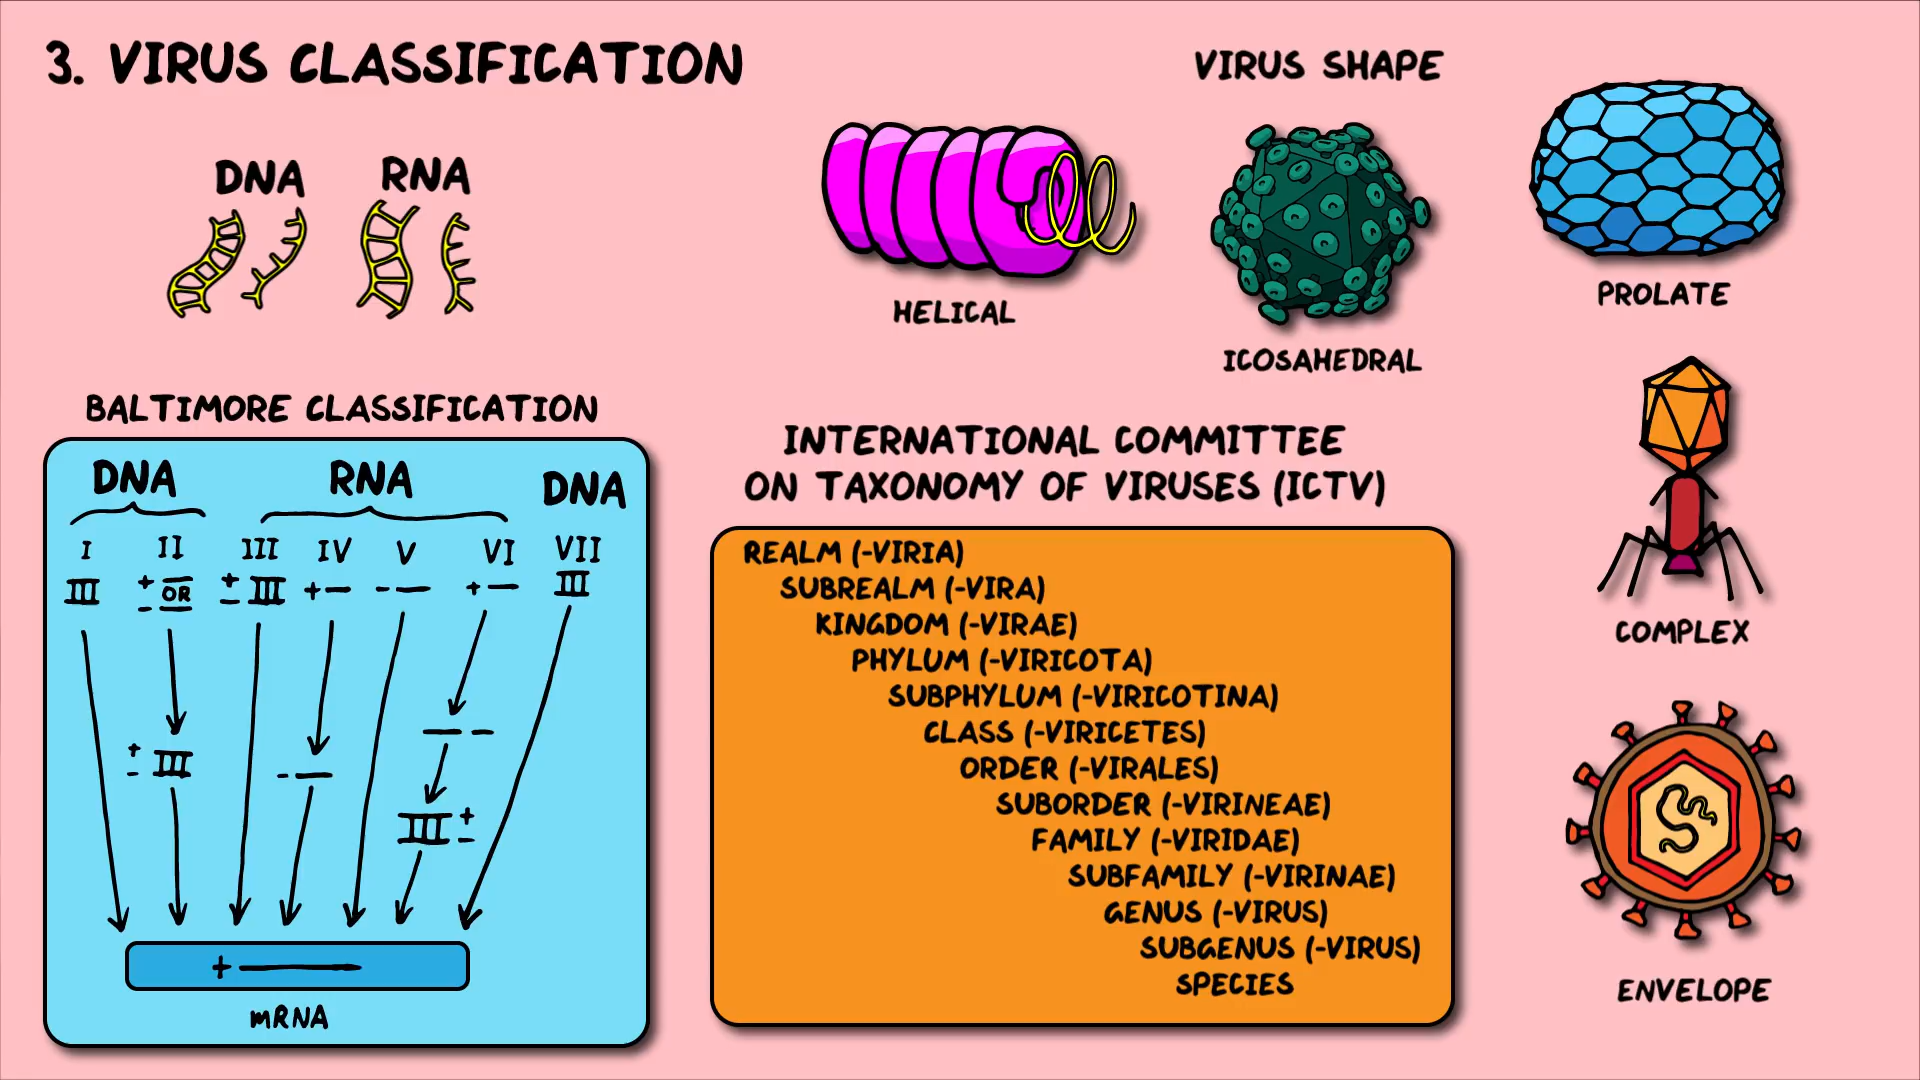 3. VIRUS CLASSIFICATION
DNA RNA
VIRUS SHAPE
HELICAL
ICOSAHEDRAL
PROLATE
COMPLEX
ENVELOPE
BALTIMORE CLASSIFICATION
DNA RNA DNA
I II III IV V VI VII
+ OR - + - + - +
+ -
-
-
+ -
+
mRNA
INTERNATIONAL COMMITTEE
ON TAXONOMY OF VIRUSES (ICTV)
REALM (-VIRIA)
SUBREALM (-VIRA)
KINGDOM (-VIRAE)
PHYLUM (-VIRICOTA)
SUBPHYLUM (-VIRICOTINA)
CLASS (-VIRICETES)
ORDER (-VIRALES)
SUBORDER (-VIRINEAE)
FAMILY (-VIRIDAE)
SUBFAMILY (-VIRINAE)
GENUS (-VIRUS)
SUBGENUS (-VIRUS)
SPECIES